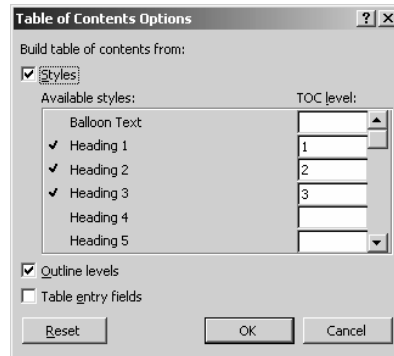 Table of Contents Options
Build table of contents from:
Styles
Available styles: TOC level:
Balloon Text
Heading 1 1
Heading 2 2
Heading 3 3
Heading 4
Heading 5
Outline levels
Table entry fields
Reset OK Cancel